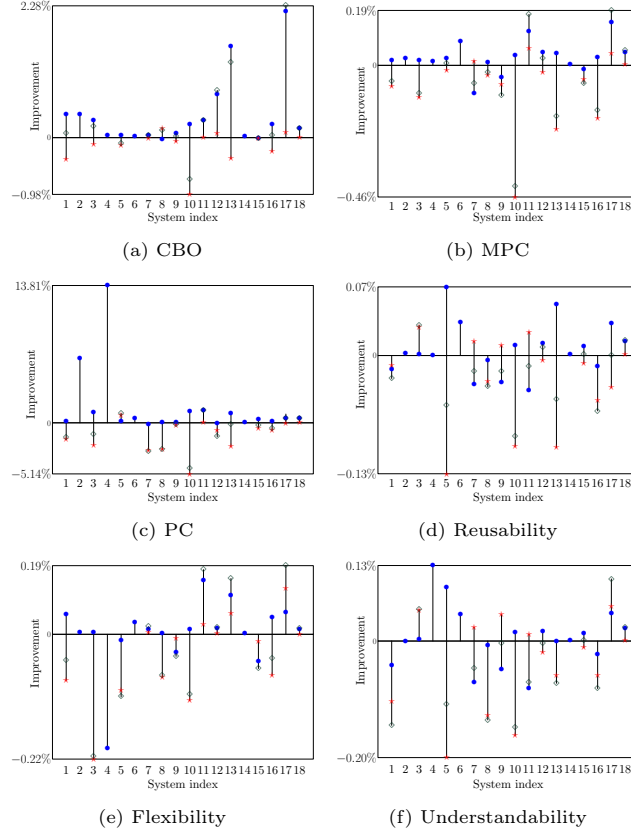 2.28%
Improvement
0
−0.98%
1 2 3 4 5 6 7 8 9 10 11 12 13 14 15 16 17 18
System index
(a) CBO
0.19%
Improvement
0
−0.46%
1 2 3 4 5 6 7 8 9 10 11 12 13 14 15 16 17 18
System index
(b) MPC
13.81%
Improvement
0
−5.14%
1 2 3 4 5 6 7 8 9 10 11 12 13 14 15 16 17 18
System index
(c) PC
0.07%
Improvement
0
−0.13%
1 2 3 4 5 6 7 8 9 10 11 12 13 14 15 16 17 18
System index
(d) Reusability
0.19%
Improvement
0
−0.22%
1 2 3 4 5 6 7 8 9 10 11 12 13 14 15 16 17 18
System index
(e) Flexibility
0.13%
Improvement
0
−0.20%
1 2 3 4 5 6 7 8 9 10 11 12 13 14 15 16 17 18
System index
(f) Understandability